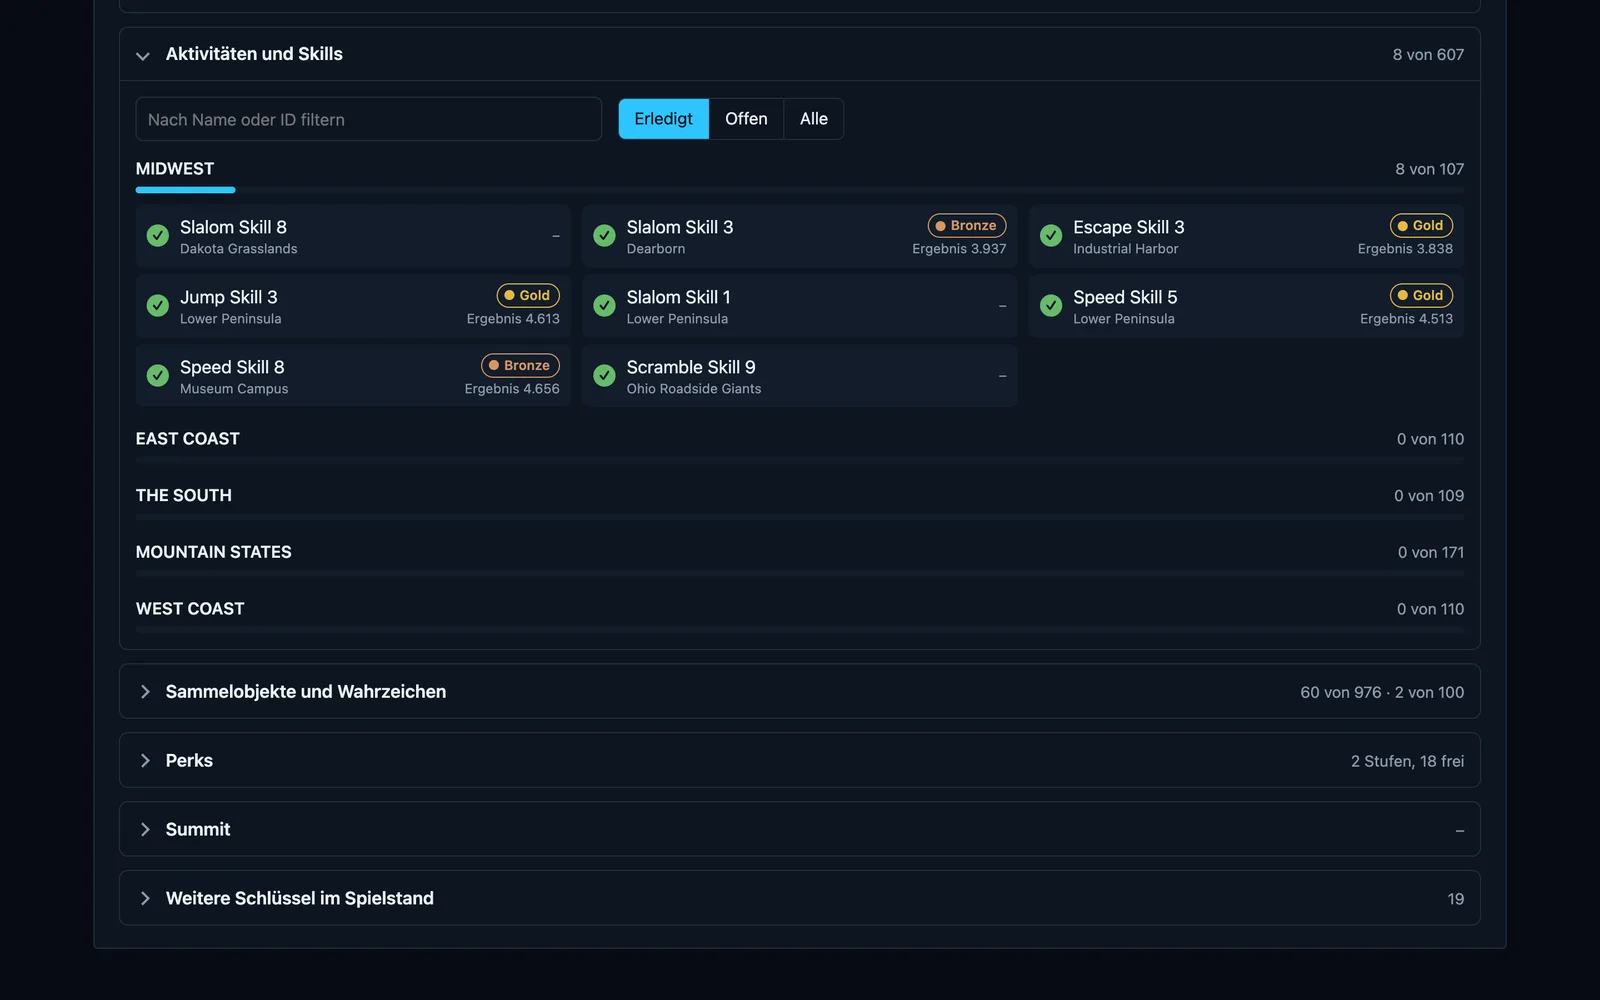 Aktivitäten und Skills 8 von 607
Nach Name oder ID filtern Erledigt Offen Alle
MIDWEST 8 von 107
Slalom Skill 8
Dakota Grasslands –
Slalom Skill 3 Bronze
Dearborn Ergebnis 3.937
Escape Skill 3 Gold
Industrial Harbor Ergebnis 3.838
Jump Skill 3 Gold
Lower Peninsula Ergebnis 4.613
Slalom Skill 1
Lower Peninsula –
Speed Skill 5 Gold
Lower Peninsula Ergebnis 4.513
Speed Skill 8 Bronze
Museum Campus Ergebnis 4.656
Scramble Skill 9
Ohio Roadside Giants –
EAST COAST 0 von 110
THE SOUTH 0 von 109
MOUNTAIN STATES 0 von 171
WEST COAST 0 von 110
Sammelobjekte und Wahrzeichen 60 von 976 · 2 von 100
Perks 2 Stufen, 18 frei
Summit –
Weitere Schlüssel im Spielstand 19